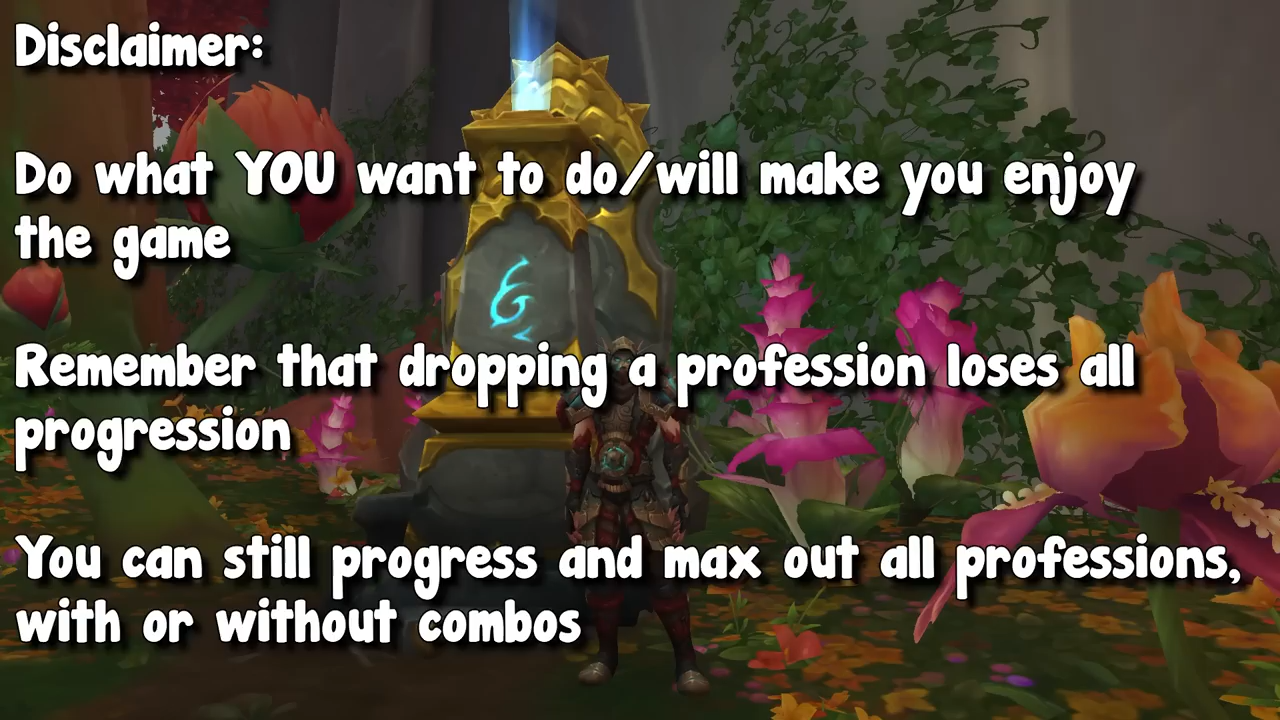 Disclaimer:
Do what YOU want to do/will make you enjoy
the game
Remember that dropping a profession loses all
progression
You can still progress and max out all professions,
with or without combos